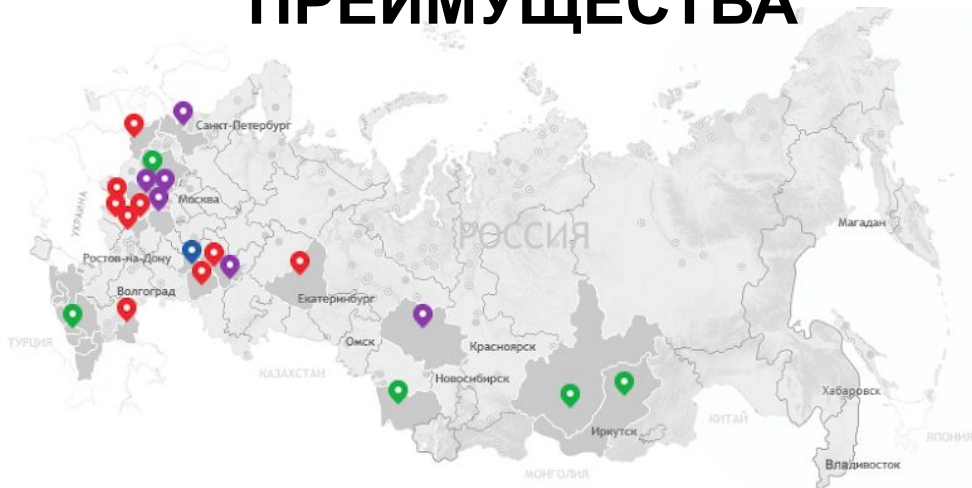 ПРЕИМУЩЕСТВА
Санкт-Петербург
УКРАИНА
Москва
РОССИЯ
Магадан
Ростов-на-Дону
Волгоград
Екатеринбург
ТУРЦИЯ
Омск
Красноярск
КАЗАХСТАН
Новосибирск
Хабаровск
КИТАЙ
Иркутск
ЯПОНИЯ
Владивосток
МОНГОЛИЯ